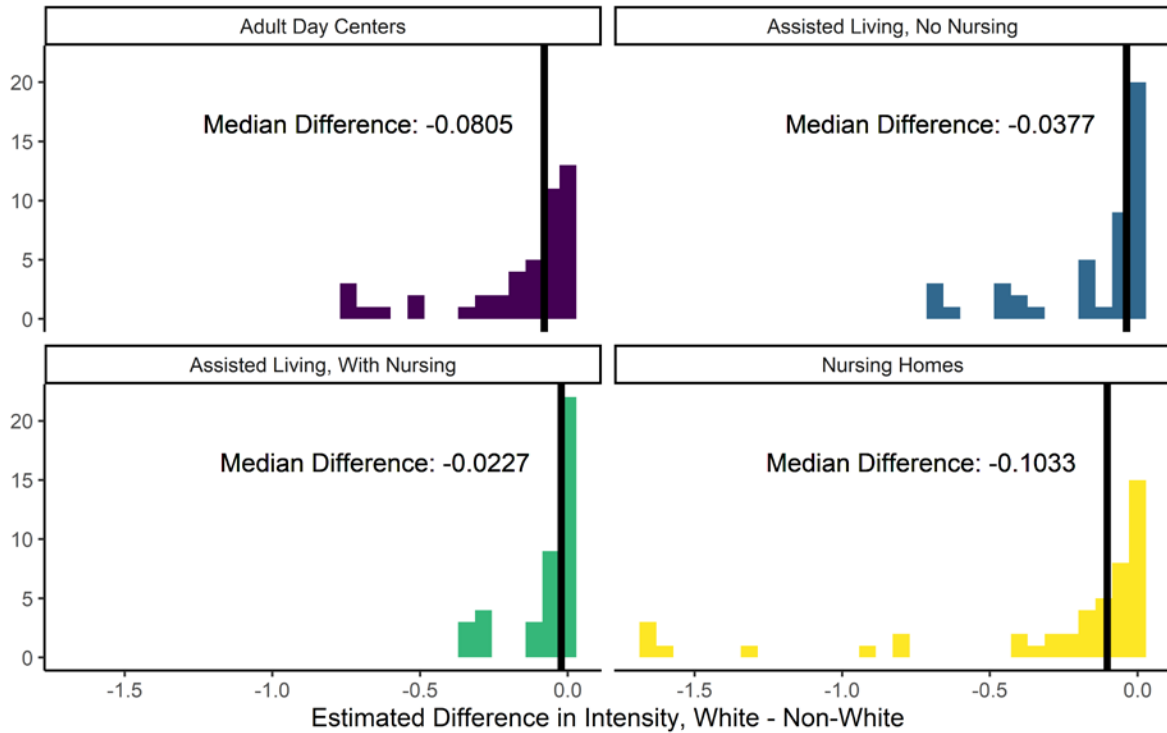 Adult Day Centers
Assisted Living, No Nursing
20
15
10
5
0
Median Difference: -0.0805
Median Difference: -0.0377
Assisted Living, With Nursing
Nursing Homes
20
15
10
5
0
Median Difference: -0.0227
Median Difference: -0.1033
-1.5 -1.0 -0.5 0.0
-1.5 -1.0 -0.5 0.0
Estimated Difference in Intensity, White - Non-White